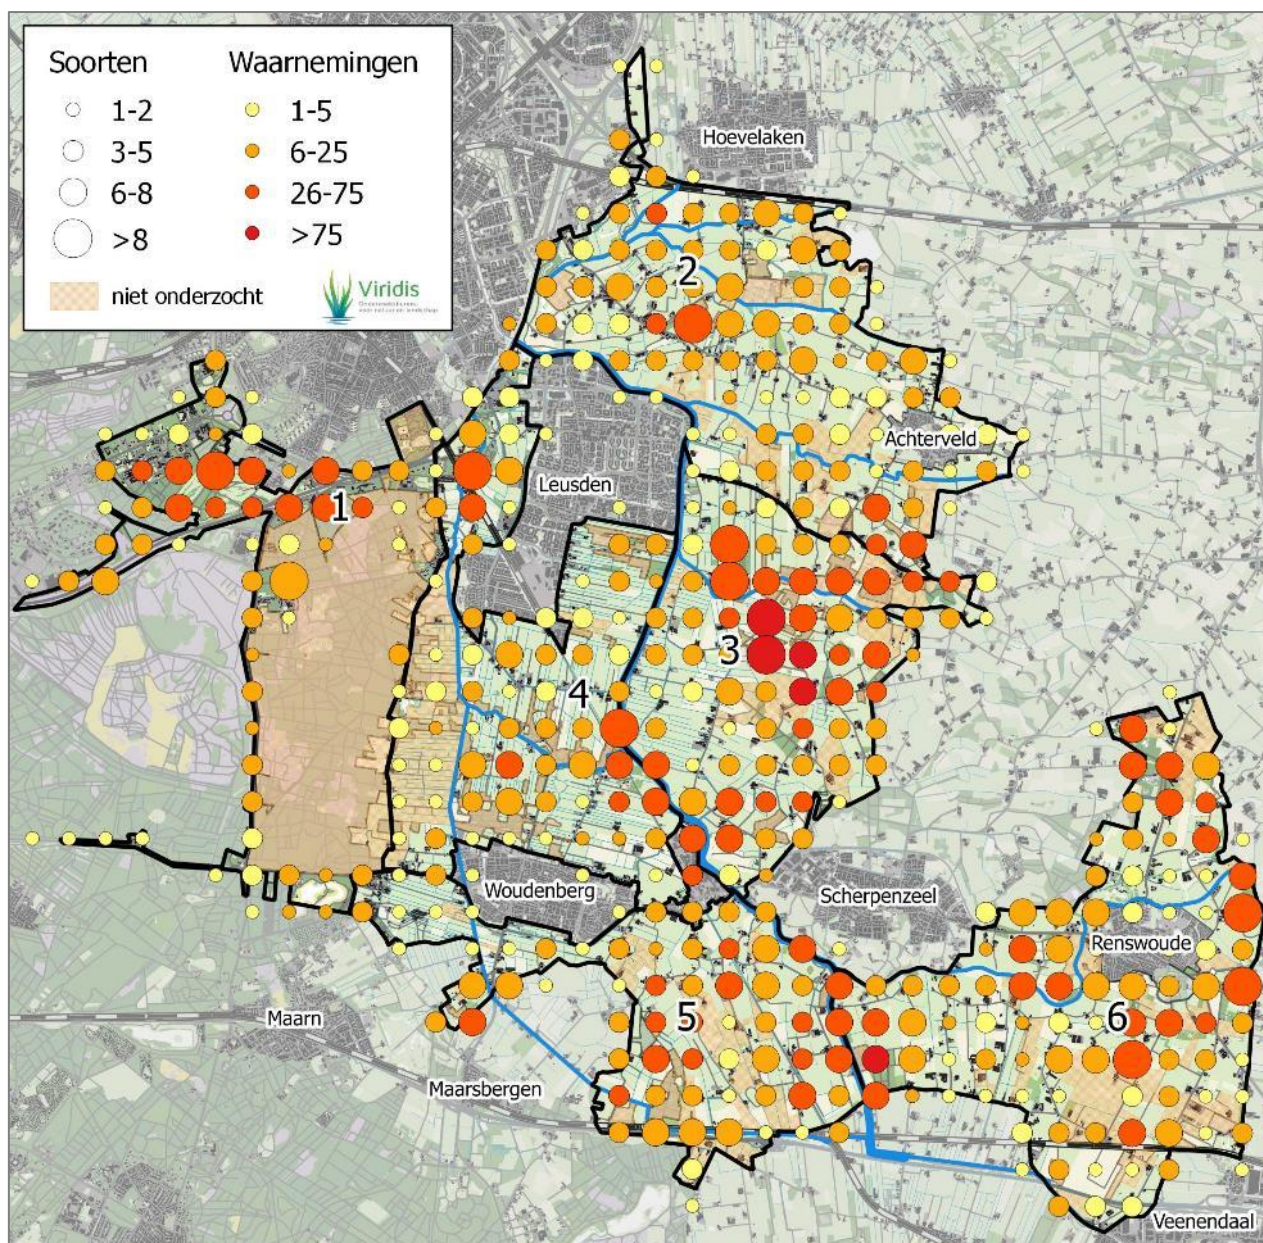 Soorten
Waarnemingen
1-2
1-5
3-5
6-25
6-8
26-75
>8
>75
niet onderzocht
Viridis
Hoevelaken
2
Achterveld
Leusden
1
3
4
Woudenberg
Scherpenzeel
Renswoude
Maarn
5
6
Maarsbergen
Veenendaal